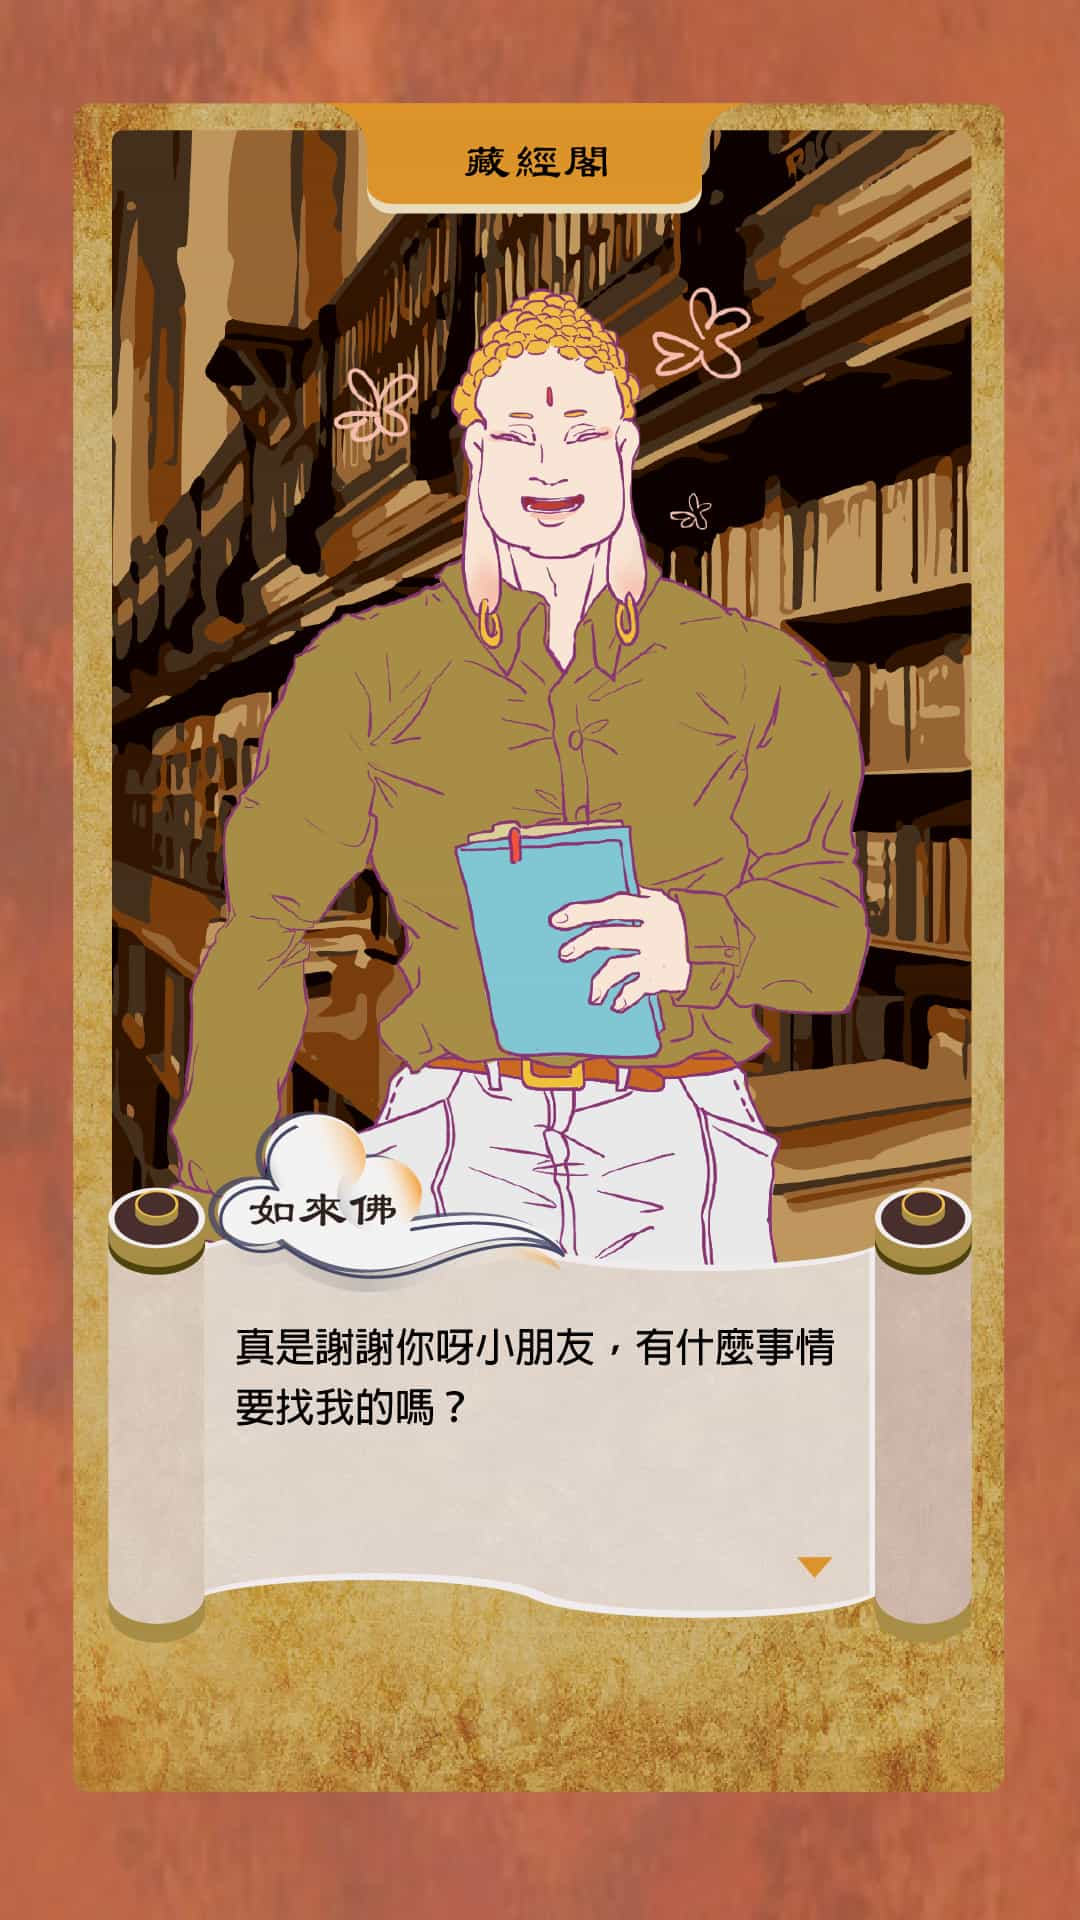 藏經閣
如來佛
真是謝謝你呀小朋友，有什麼事情
要找我的嗎？